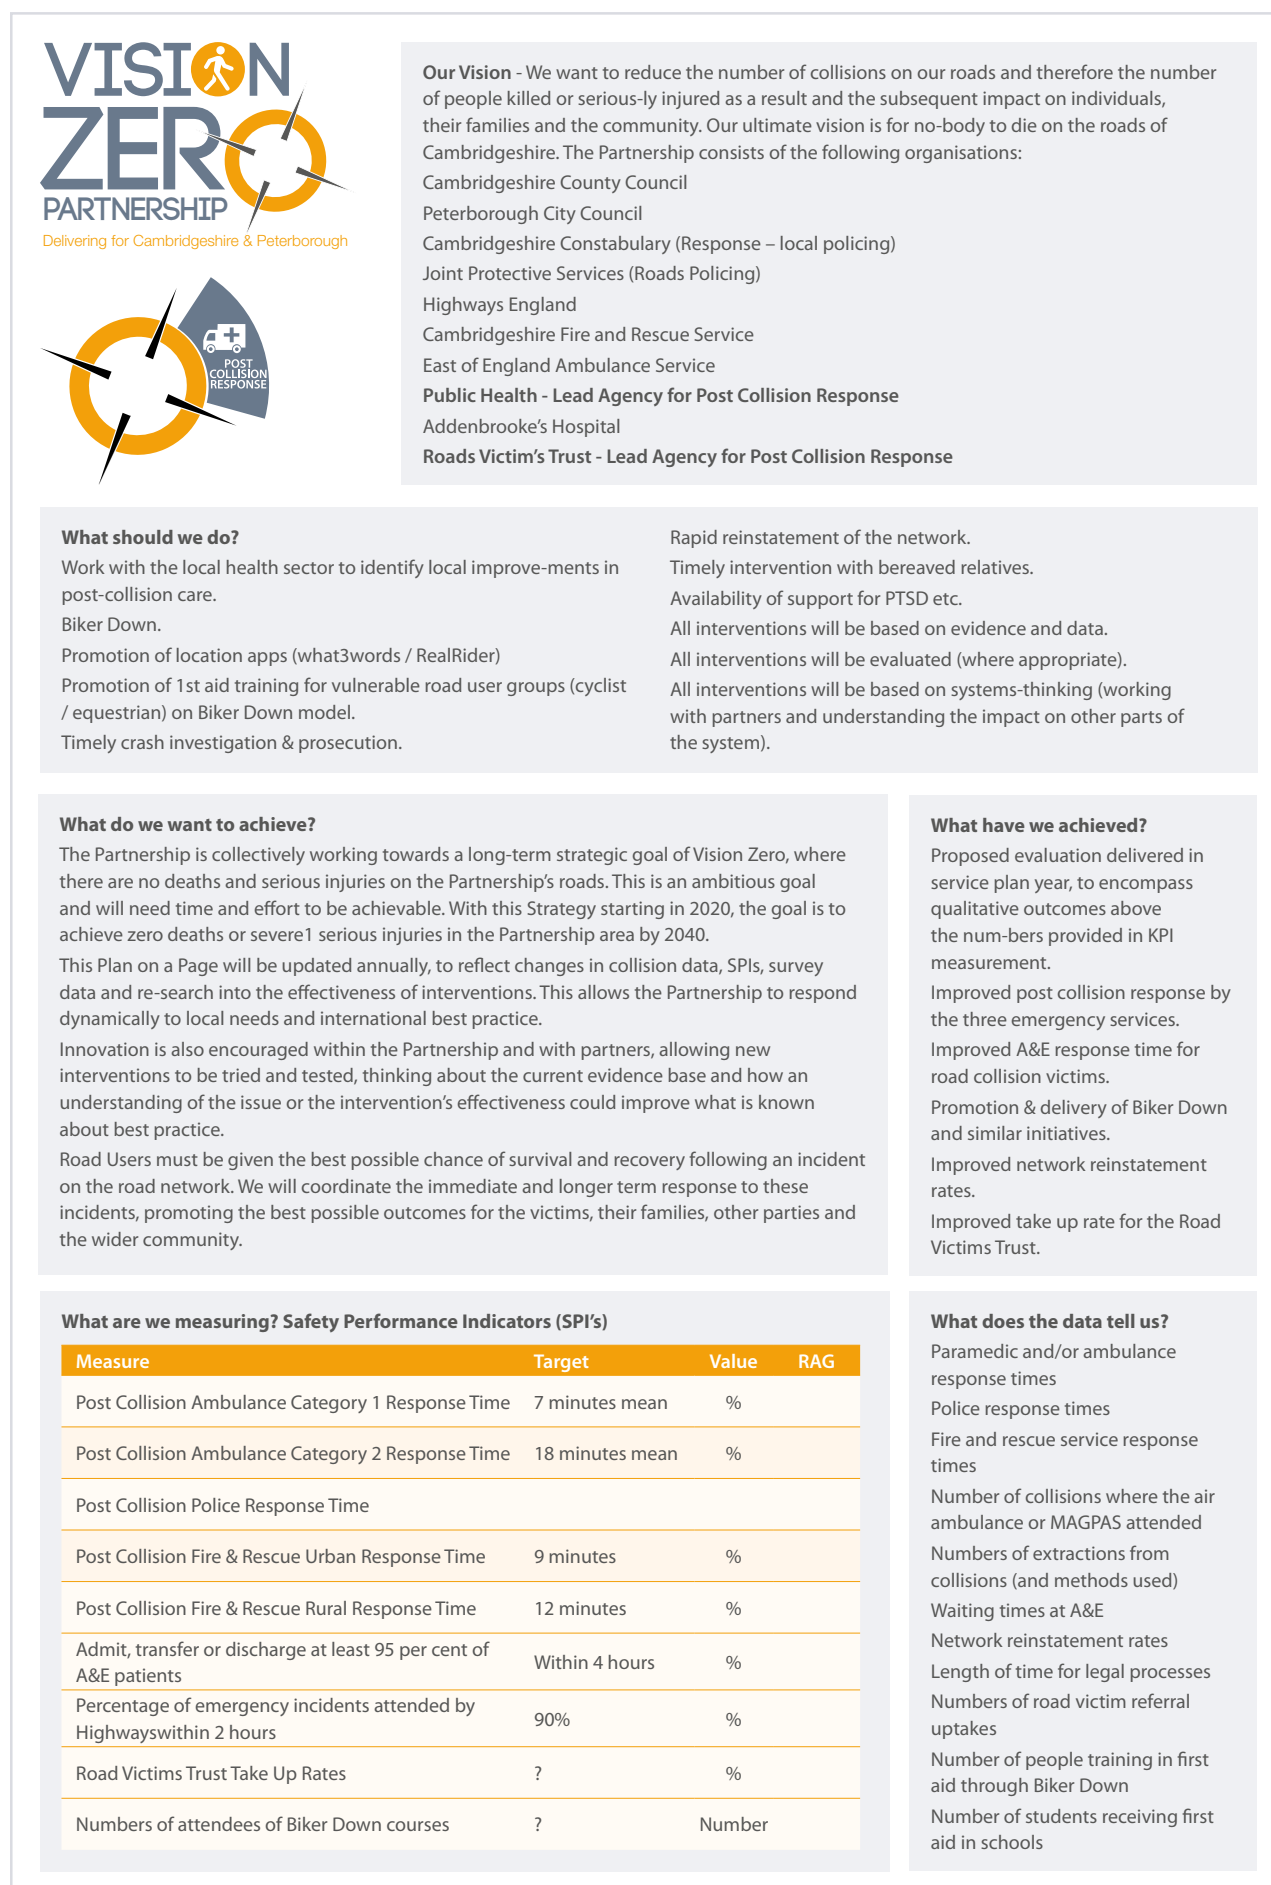 VISION
ZERO
PARTNERSHIP
Delivering for Cambridgeshire & Peterborough
POST
COLLISION
RESPONSE
Our Vision - We want to reduce the number of collisions on our roads and therefore the number
of people killed or serious-ly injured as a result and the subsequent impact on individuals,
their families and the community. Our ultimate vision is for no-body to die on the roads of
Cambridgeshire. The Partnership consists of the following organisations:
Cambridgeshire County Council
Peterborough City Council
Cambridgeshire Constabulary (Response – local policing)
Joint Protective Services (Roads Policing)
Highways England
Cambridgeshire Fire and Rescue Service
East of England Ambulance Service
Public Health - Lead Agency for Post Collision Response
Addenbrooke's Hospital
Roads Victim's Trust - Lead Agency for Post Collision Response
What should we do?
Work with the local health sector to identify local improve-ments in
post-collision care.
Biker Down.
Promotion of location apps (what3words / RealRider)
Promotion of 1st aid training for vulnerable road user groups (cyclist
/ equestrian) on Biker Down model.
Timely crash investigation & prosecution.
Rapid reinstatement of the network.
Timely intervention with bereaved relatives.
Availability of support for PTSD etc.
All interventions will be based on evidence and data.
All interventions will be evaluated (where appropriate).
All interventions will be based on systems-thinking (working
with partners and understanding the impact on other parts of
the system).
What do we want to achieve?
The Partnership is collectively working towards a long-term strategic goal of Vision Zero, where
there are no deaths and serious injuries on the Partnership's roads. This is an ambitious goal
and will need time and effort to be achievable. With this Strategy starting in 2020, the goal is to
achieve zero deaths or severe1 serious injuries in the Partnership area by 2040.
This Plan on a Page will be updated annually, to reflect changes in collision data, SPIs, survey
data and re-search into the effectiveness of interventions. This allows the Partnership to respond
dynamically to local needs and international best practice.
Innovation is also encouraged within the Partnership and with partners, allowing new
interventions to be tried and tested, thinking about the current evidence base and how an
understanding of the issue or the intervention's effectiveness could improve what is known
about best practice.
Road Users must be given the best possible chance of survival and recovery following an incident
on the road network. We will coordinate the immediate and longer term response to these
incidents, promoting the best possible outcomes for the victims, their families, other parties and
the wider community.
What have we achieved?
Proposed evaluation delivered in
service plan year, to encompass
qualitative outcomes above
the num-bers provided in KPI
measurement.
Improved post collision response by
the three emergency services.
Improved A&E response time for
road collision victims.
Promotion & delivery of Biker Down
and similar initiatives.
Improved network reinstatement
rates.
Improved take up rate for the Road
Victims Trust.
What are we measuring? Safety Performance Indicators (SPI's)
Measure Target Value RAG
Post Collision Ambulance Category 1 Response Time 7 minutes mean %
Post Collision Ambulance Category 2 Response Time 18 minutes mean %
Post Collision Police Response Time
Post Collision Fire & Rescue Urban Response Time 9 minutes %
Post Collision Fire & Rescue Rural Response Time 12 minutes %
Admit, transfer or discharge at least 95 per cent of
A&E patients Within 4 hours %
Percentage of emergency incidents attended by
Highwayswithin 2 hours 90% %
Road Victims Trust Take Up Rates ? %
Numbers of attendees of Biker Down courses ? Number
What does the data tell us?
Paramedic and/or ambulance
response times
Police response times
Fire and rescue service response
times
Number of collisions where the air
ambulance or MAGPAS attended
Numbers of extractions from
collisions (and methods used)
Waiting times at A&E
Network reinstatement rates
Length of time for legal processes
Numbers of road victim referral
uptakes
Number of people training in first
aid through Biker Down
Number of students receiving first
aid in schools